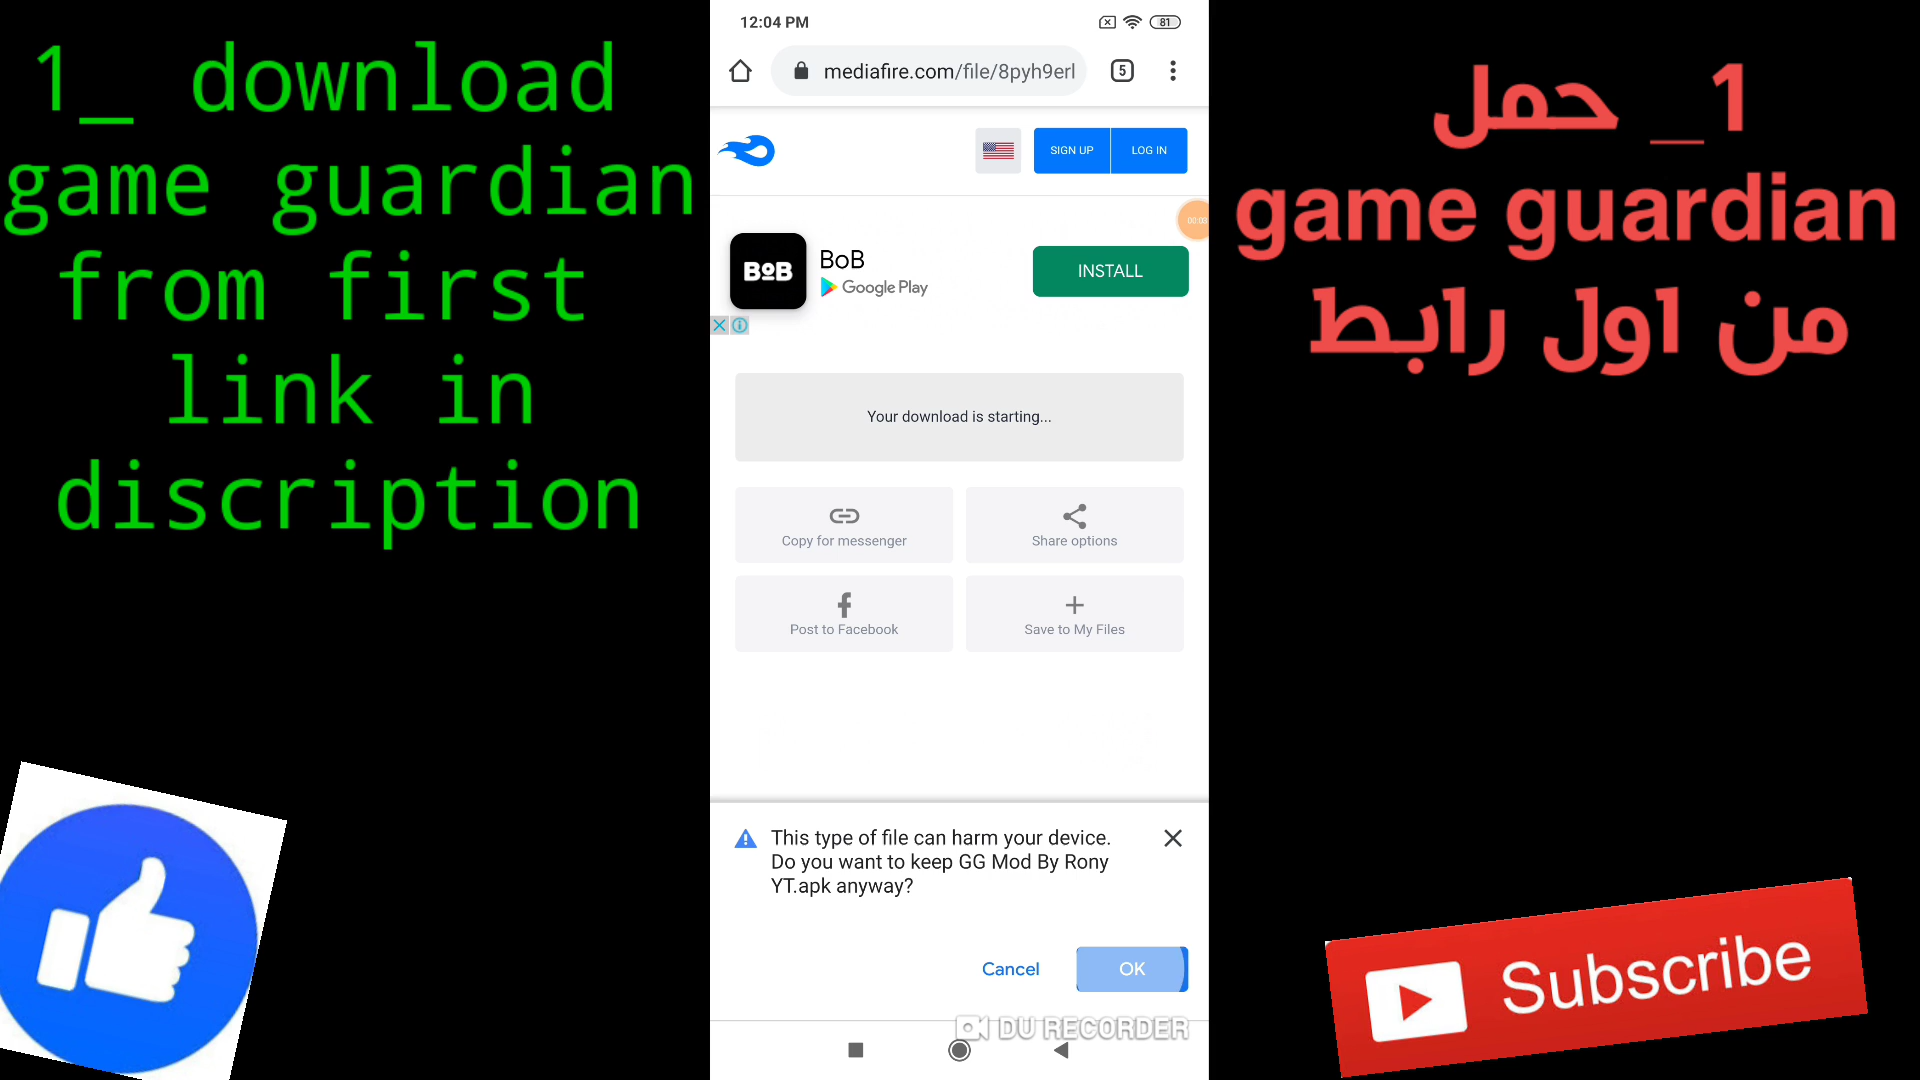 1_ download
game guardian
from first
link in
discription
12:04 PM
81
mediafire.com/file/8pyh9erl
5
SIGN UP
LOG IN
00:03
BOB
BoB
Google Play
INSTALL
Your download is starting...
Copy for messenger
Share options
Post to Facebook
Save to My Files
This type of file can harm your device.
Do you want to keep GG Mod By Rony
YT.apk anyway?
Cancel
OK
DU RECORDER
1_ حمل
game guardian
من اول رابط
Subscribe